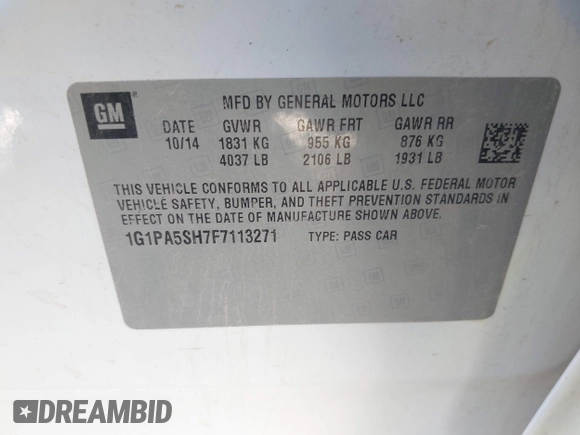 GM
MFD BY GENERAL MOTORS LLC
DATE GVWR GAWR FRT GAWR RR
10/14 1831 KG 955 KG 876 KG
4037 LB 2106 LB 1931 LB
THIS VEHICLE CONFORMS TO ALL APPLICABLE U.S. FEDERAL MOTOR
VEHICLE SAFETY, BUMPER, AND THEFT PREVENTION STANDARDS IN
EFFECT ON THE DATE OF MANUFACTURE SHOWN ABOVE.
1G1PA5SH7F7113271 TYPE: PASS CAR
DREAMBID